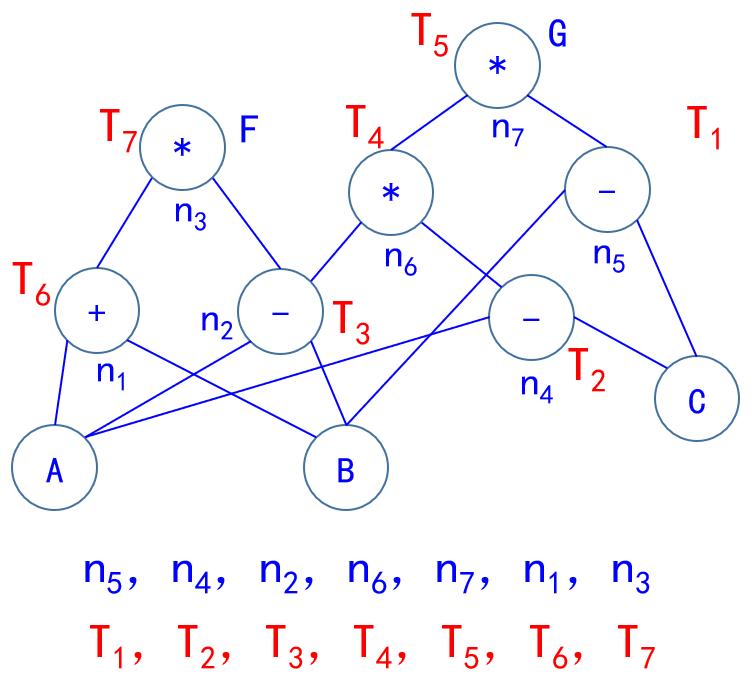 T₅ G
*
n₇
T₇ F T₄ T₁
* * −
n₃ n₆ n₅
T₆ + n₂ − T₃ −
n₁ n₄ T₂ C
A B
n₅, n₄, n₂, n₆, n₇, n₁, n₃
T₁, T₂, T₃, T₄, T₅, T₆, T₇